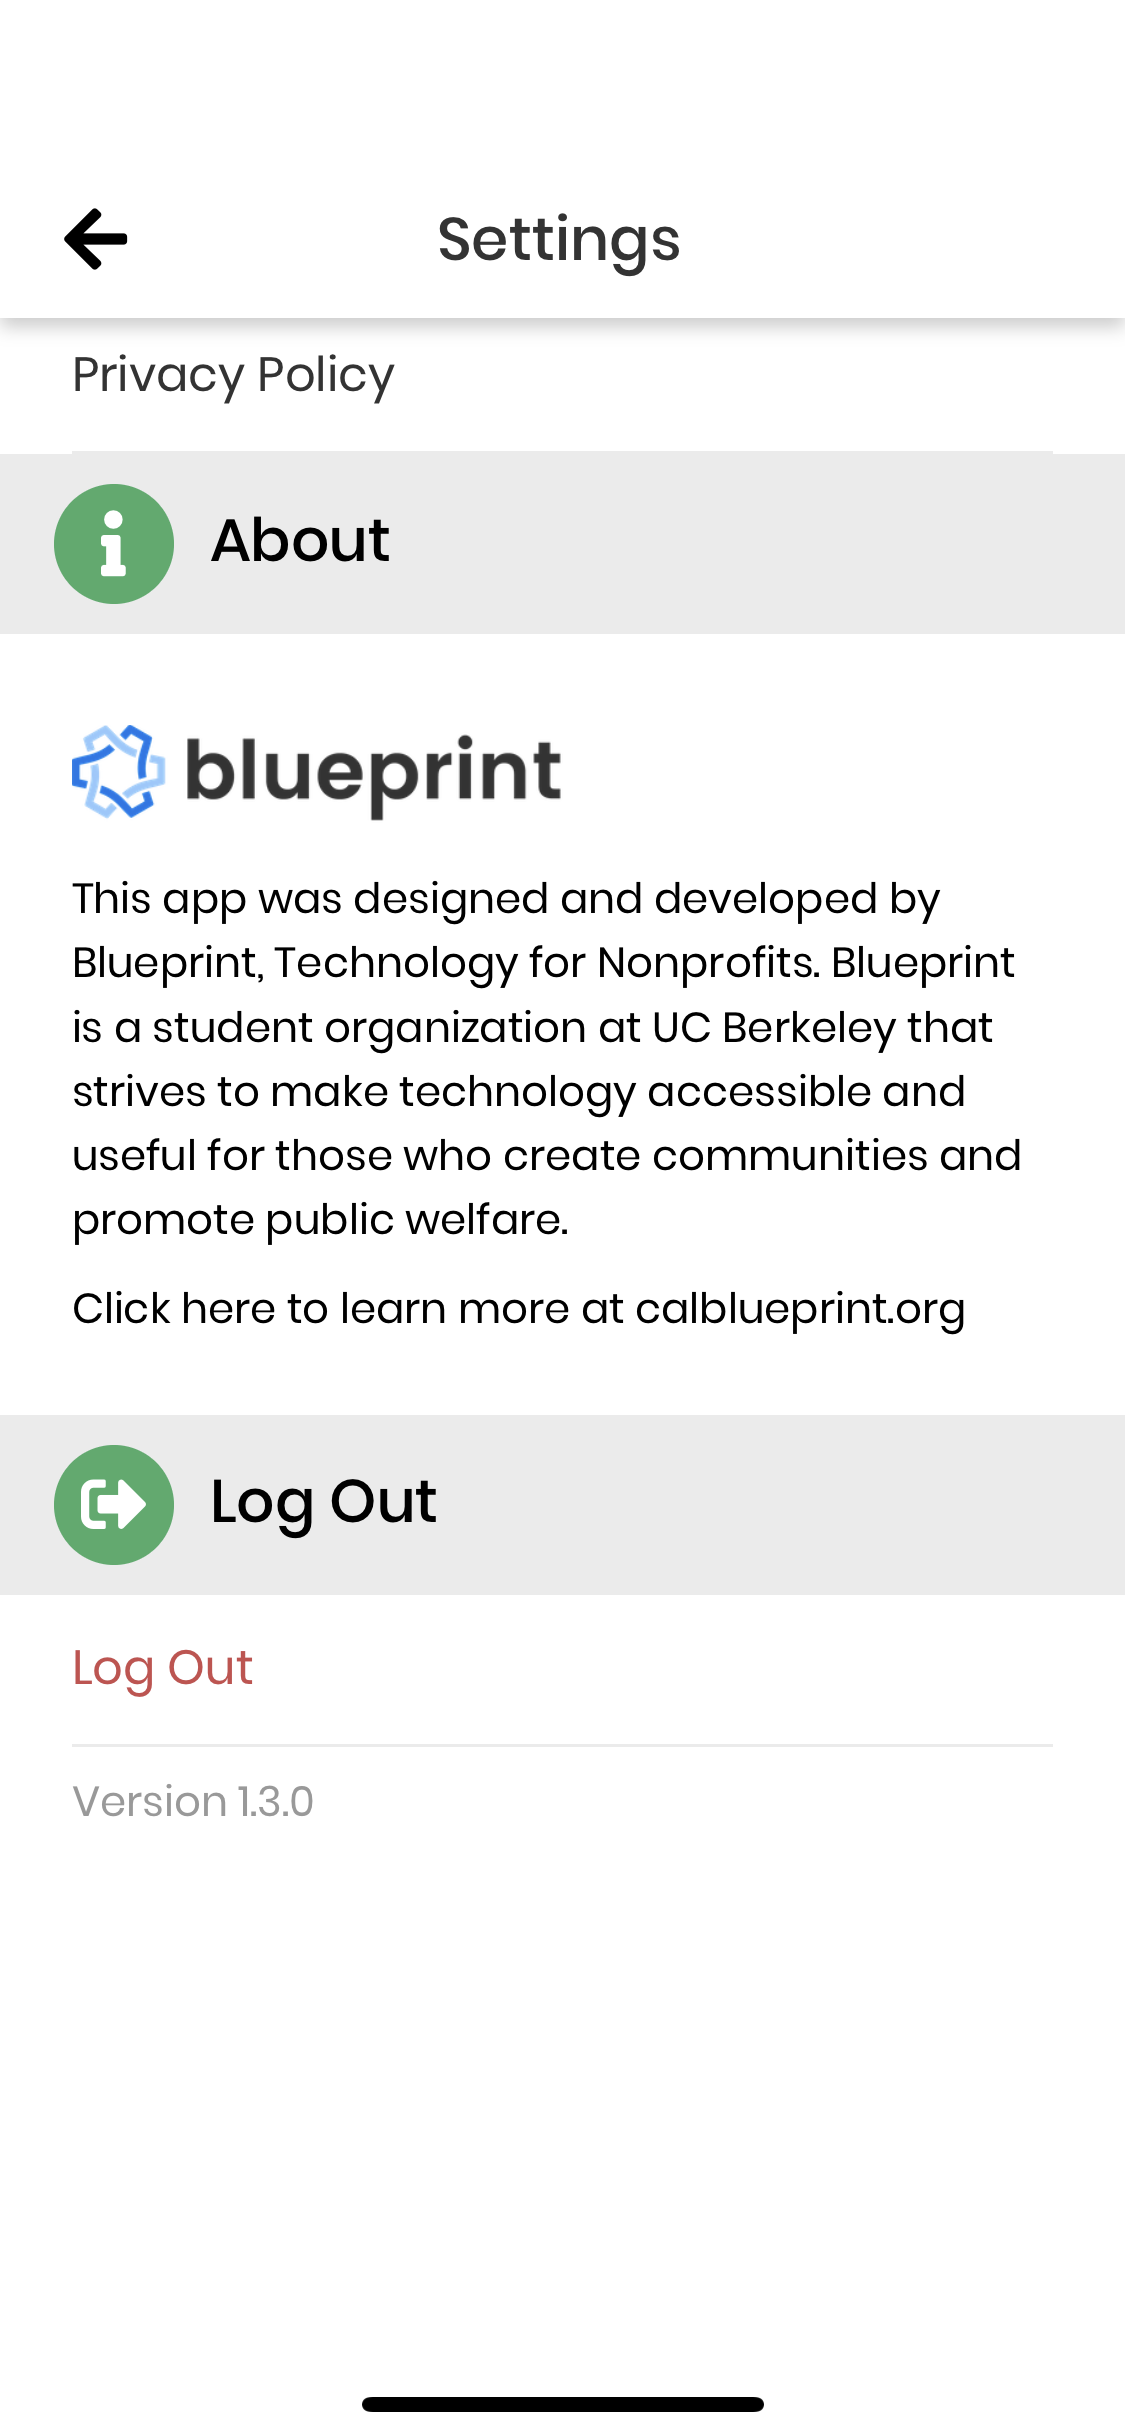 Settings
Privacy Policy
About
blueprint
This app was designed and developed by
Blueprint, Technology for Nonprofits. Blueprint
is a student organization at UC Berkeley that
strives to make technology accessible and
useful for those who create communities and
promote public welfare.
Click here to learn more at calblueprint.org
Log Out
Log Out
Version 1.3.0